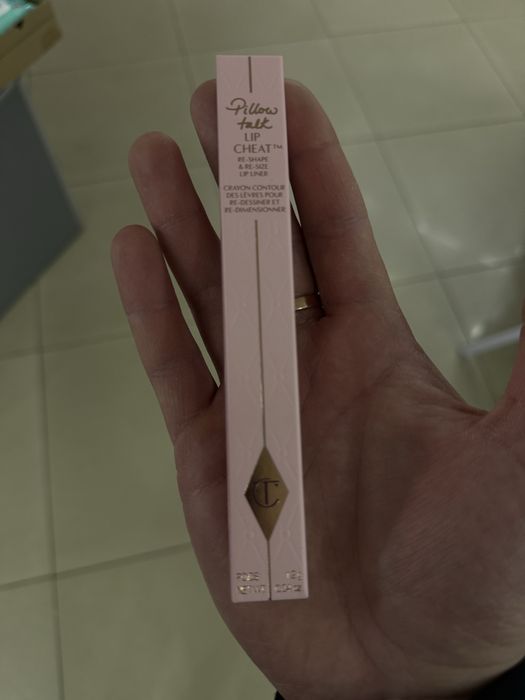 Pillow
talk
LIP
CHEAT™
RE-SHAPE
& RE-SIZE
LIP LINER
CRAYON CONTOUR
DES LÈVRES POUR
RE-DESSINER ET
RE-DIMENSIONNER
CT